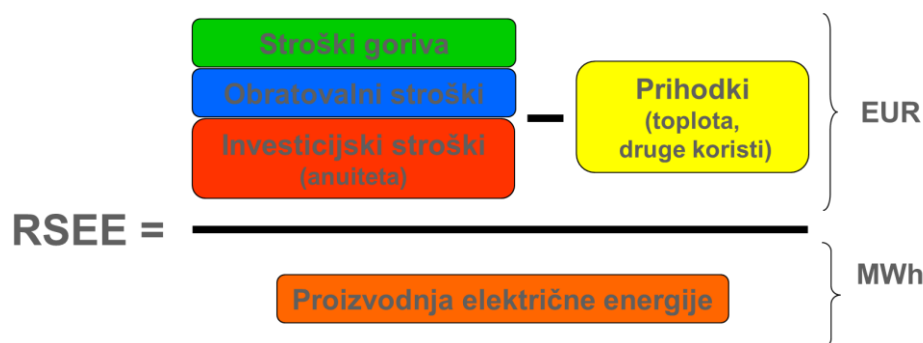 Stroški goriva
Obratovalni stroški
Investicijski stroški
(anuiteta)
Prihodki
(toplota,
druge koristi)
EUR
RSEE =
Proizvodnja električne energije
MWh